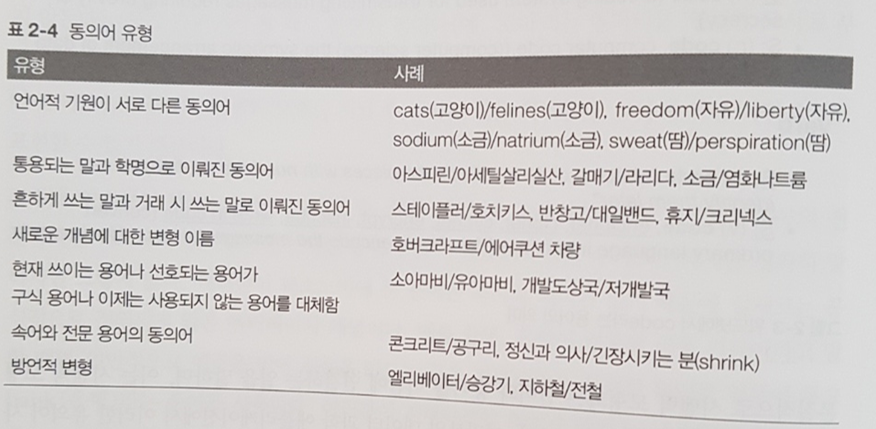 표 2-4 동의어 유형
유형 사례
언어적 기원이 서로 다른 동의어 cats(고양이)/felines(고양이), freedom(자유)/liberty(자유),
sodium(소금)/natrium(소금), sweat(땀)/perspiration(땀)
통용되는 말과 학명으로 이뤄진 동의어 아스피린/아세틸살리실산, 갈매기/라리다, 소금/염화나트륨
흔하게 쓰는 말과 거래 시 쓰는 말로 이뤄진 동의어 스테이플러/호치키스, 반창고/대일밴드, 휴지/크리넥스
새로운 개념에 대한 변형 이름 호버크라프트/에어쿠션 차량
현재 쓰이는 용어나 선호되는 용어가 소아마비/유아마비, 개발도상국/저개발국
구식 용어나 이제는 사용되지 않는 용어를 대체함
속어와 전문 용어의 동의어 콘크리트/공구리, 정신과 의사/긴장시키는 분(shrink)
방언적 변형 엘리베이터/승강기, 지하철/전철